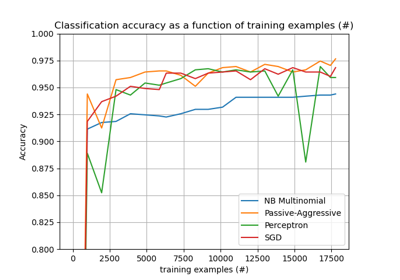 Classification accuracy as a function of training examples (#)
1.000
0.975
0.950
0.925
0.900
0.875
0.850
0.825
0.800
Accuracy
NB Multinomial
Passive-Aggressive
Perceptron
SGD
0 2500 5000 7500 10000 12500 15000 17500
training examples (#)